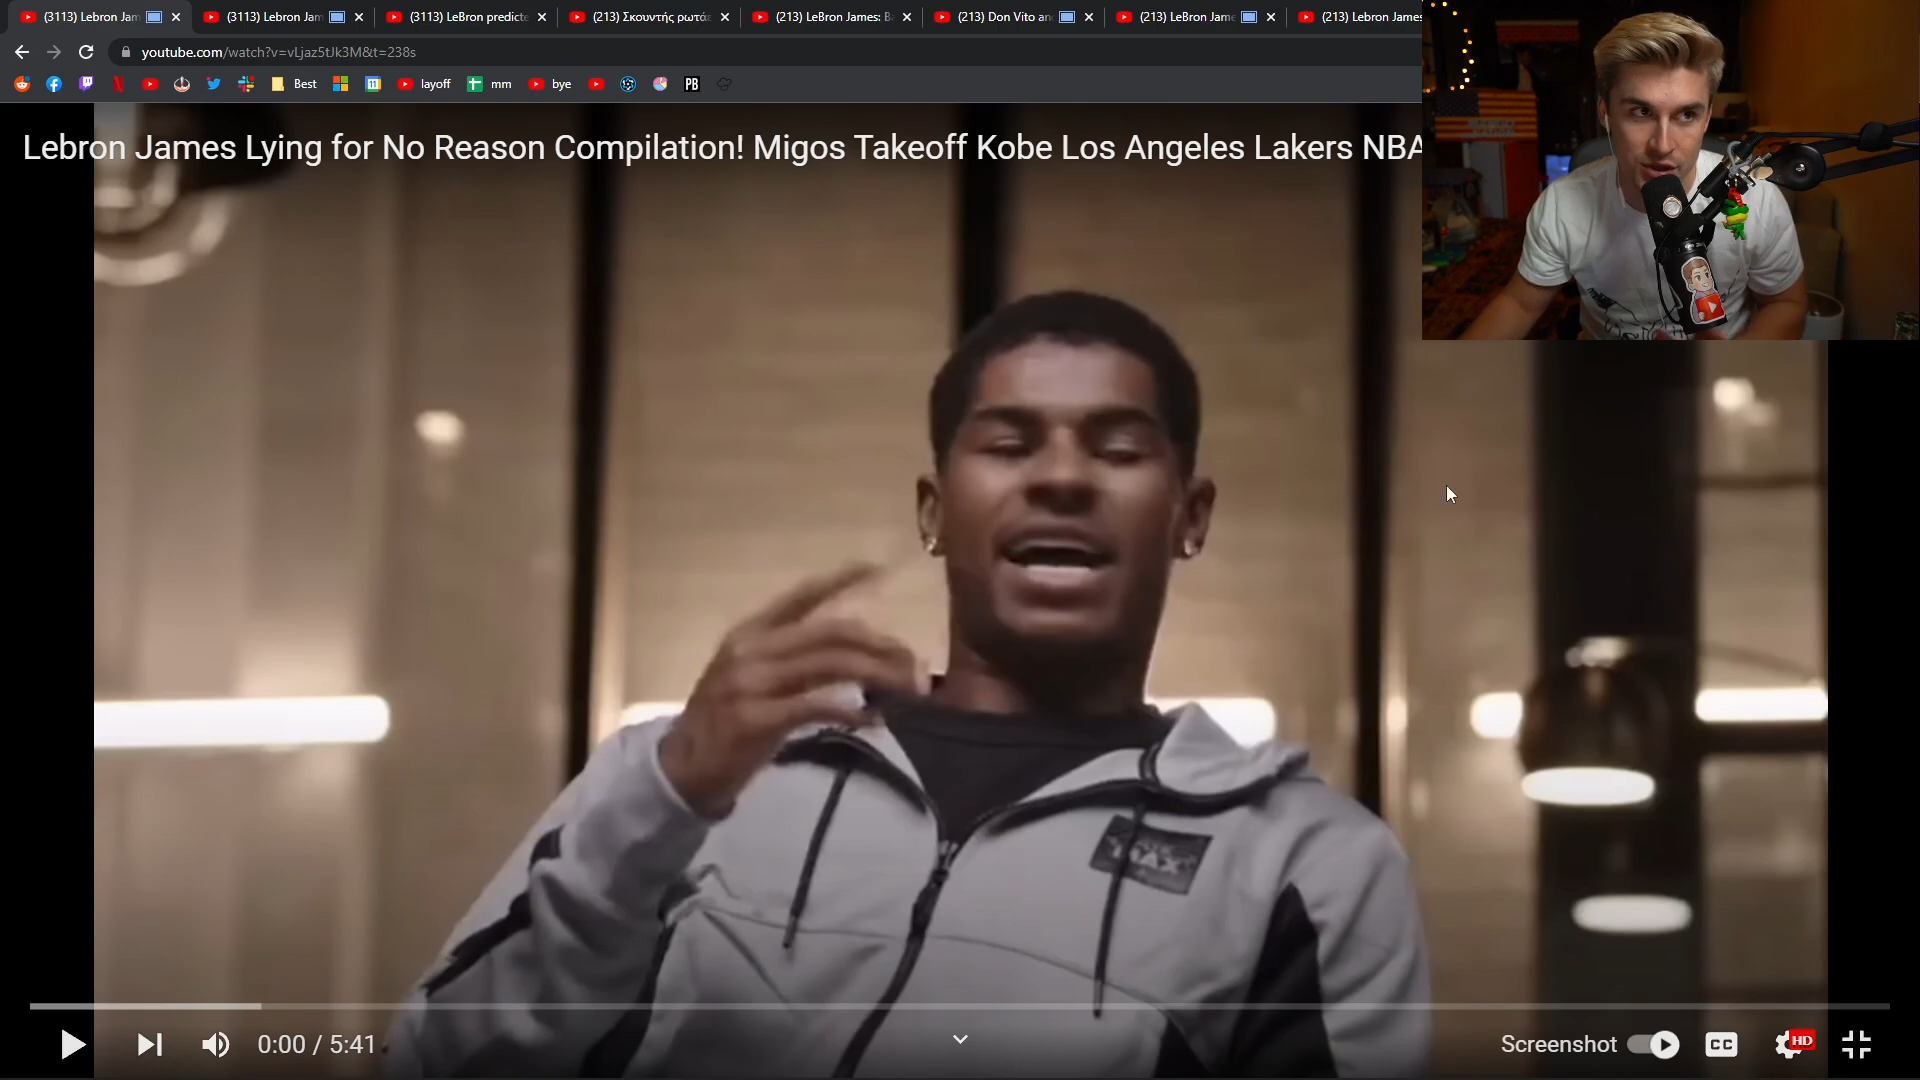 (3113) Lebron Jam
(3113) Lebron Jam
(3113) LeBron predicte
(213) Σκουντής ρωτάε
(213) LeBron James: B
(213) Don Vito an
(213) LeBron Jame
(213) Lebron James
youtube.com/watch?v=vLjaz5tJk3M&t=238s
Best
11
layoff
mm
bye
PB
Lebron James Lying for No Reason Compilation! Migos Takeoff Kobe Los Angeles Lakers NBA
0:00 / 5:41
Screenshot
CC
HD